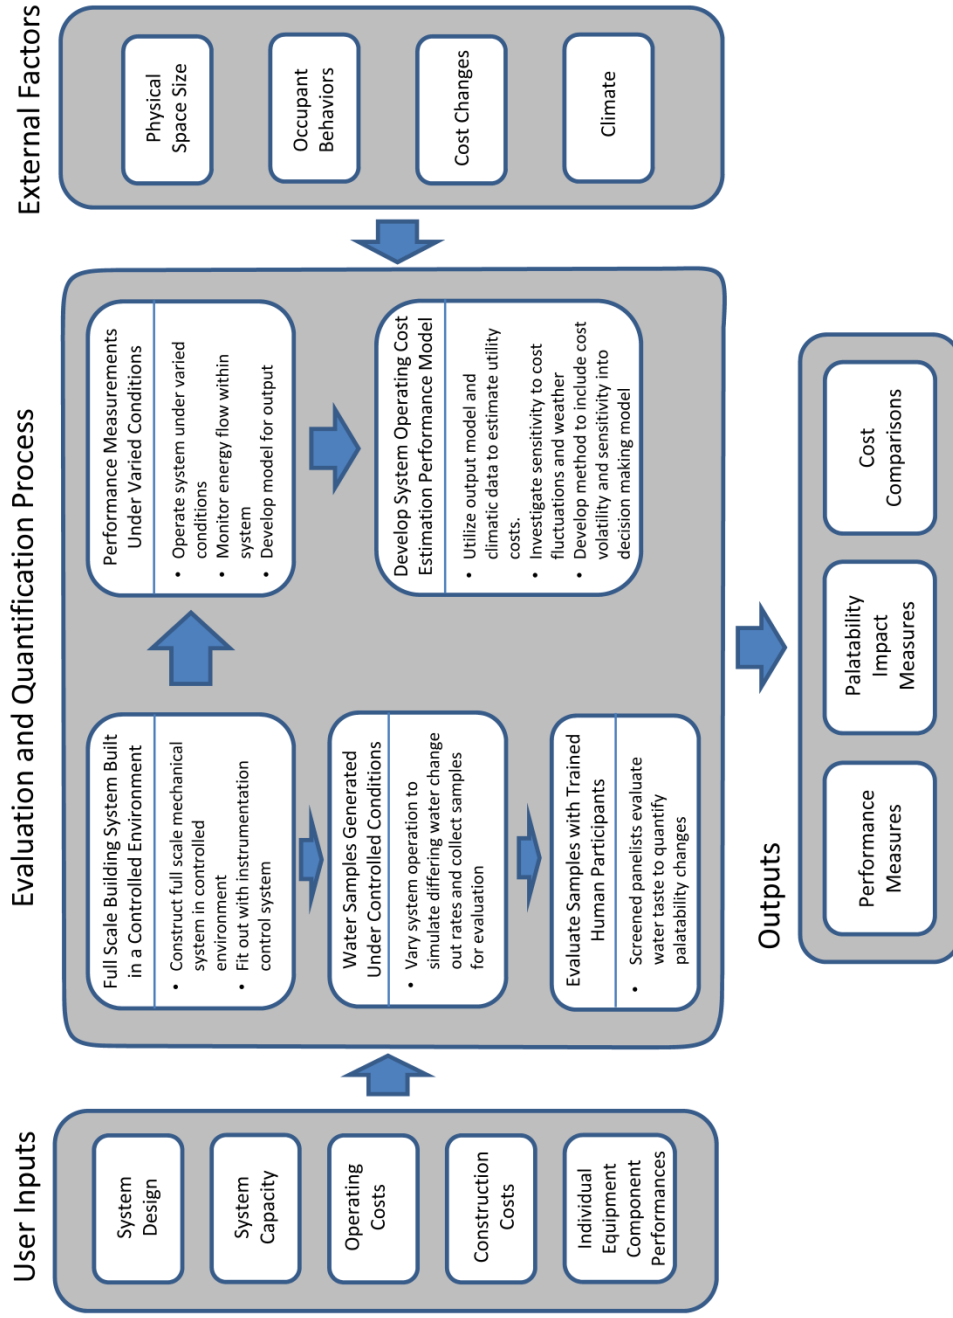 User Inputs
System
Design
System
Capacity
Operating
Costs
Construction
Costs
Individual
Equipment
Component
Performances
Evaluation and Quantification Process
Full Scale Building System Built
in a Controlled Environment
• Construct full scale mechanical
system in controlled
environment
• Fit out with instrumentation
control system
Water Samples Generated
Under Controlled Conditions
• Vary system operation to
simulate differing water change
out rates and collect samples
for evaluation
Evaluate Samples with Trained
Human Participants
• Screened panelists evaluate
water taste to quantify
palatability changes
Performance Measurements
Under Varied Conditions
• Operate system under varied
conditions
• Monitor energy flow within
system
• Develop model for output
Develop System Operating Cost
Estimation Performance Model
• Utilize output model and
climatic data to estimate utility
costs.
• Investigate sensitivity to cost
fluctuations and weather
• Develop method to include cost
volatility and sensitivity into
decision making model
External Factors
Physical
Space Size
Occupant
Behaviors
Cost Changes
Climate
Outputs
Performance
Measures
Palatability
Impact
Measures
Cost
Comparisons